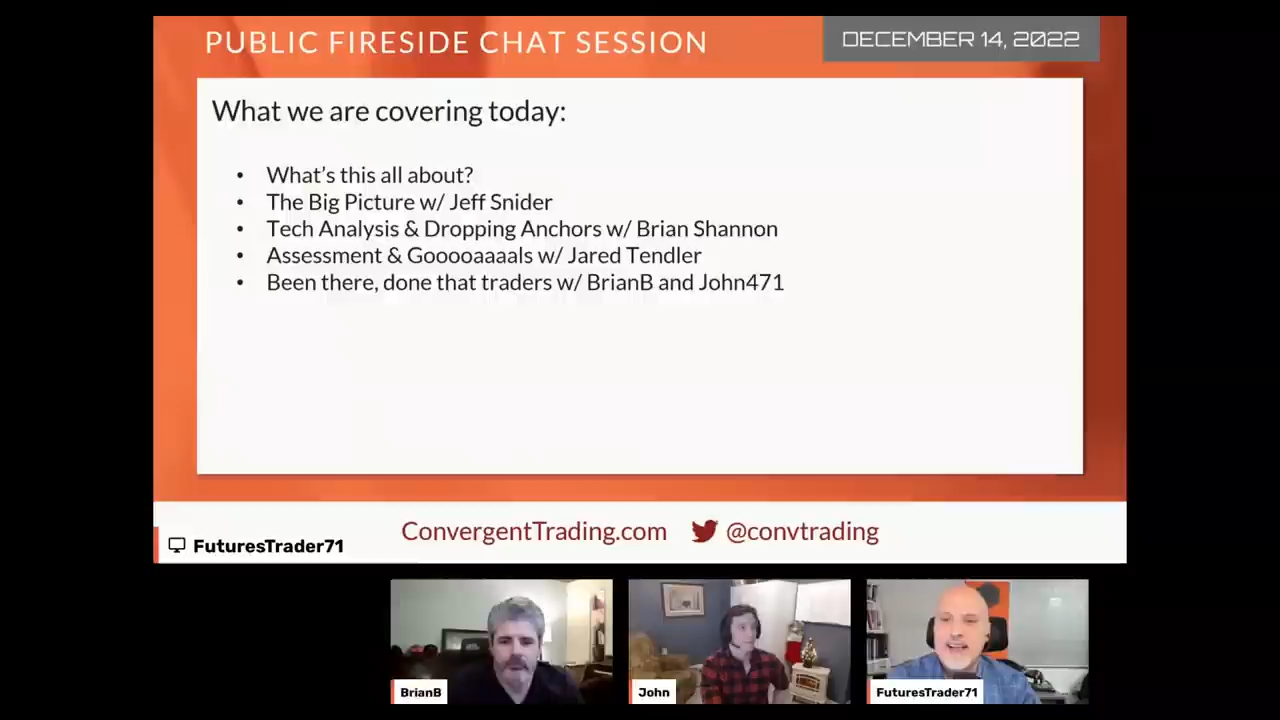 PUBLIC FIRESIDE CHAT SESSION
DECEMBER 14, 2022
What we are covering today:
• What's this all about?
• The Big Picture w/ Jeff Snider
• Tech Analysis & Dropping Anchors w/ Brian Shannon
• Assessment & Gooooaaaals w/ Jared Tendler
• Been there, done that traders w/ BrianB and John471
FuturesTrader71
ConvergentTrading.com @convtrading
BrianB
John
FuturesTrader71